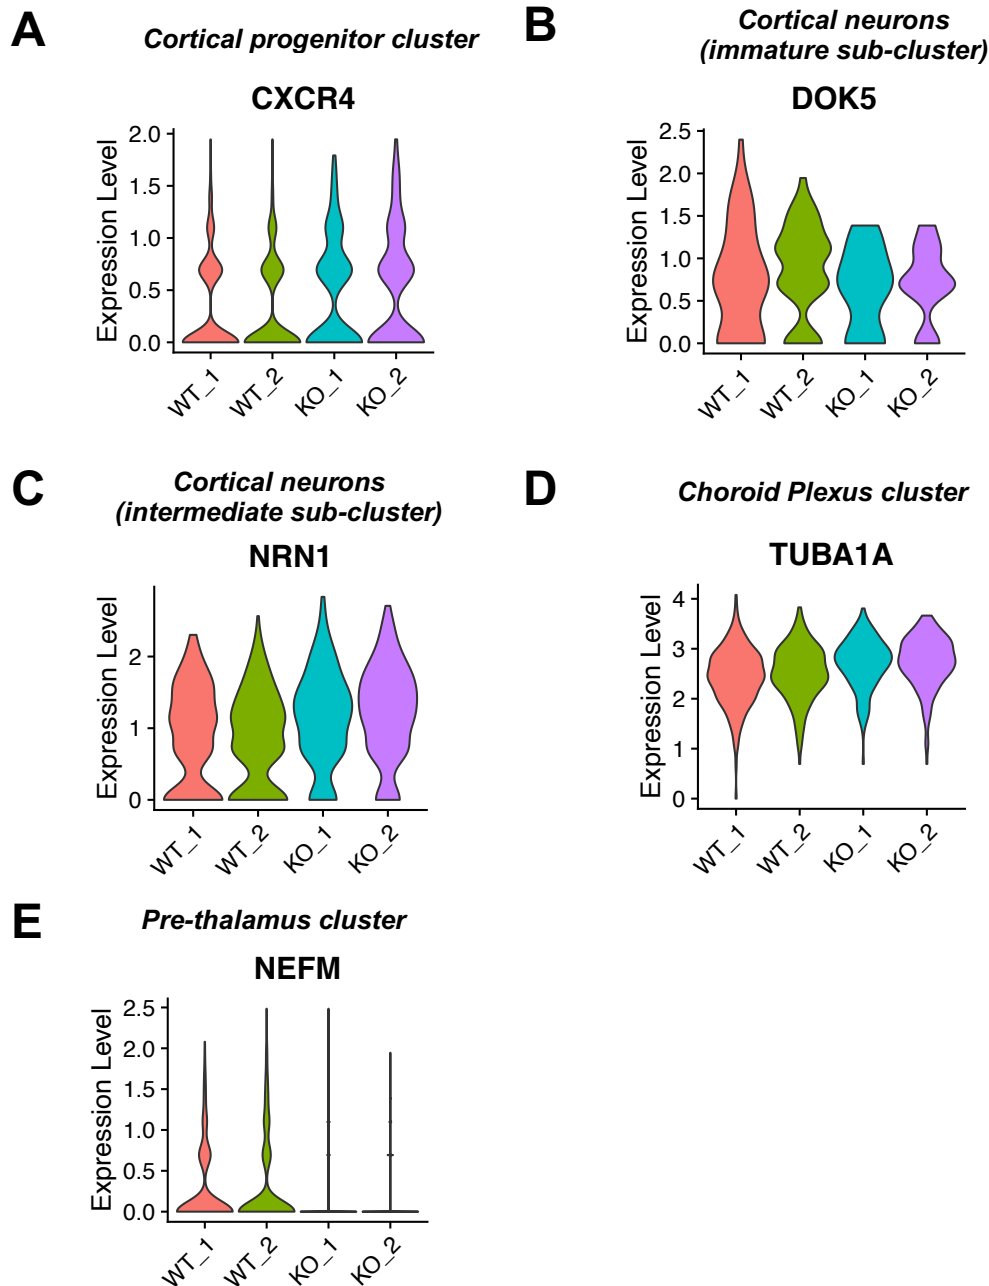 A
Cortical progenitor cluster
CXCR4
Expression Level
2.0
1.5
1.0
0.5
0.0
WT_1
WT_2
KO_1
KO_2
B
Cortical neurons
(immature sub-cluster)
DOK5
Expression Level
2.5
2.0
1.5
1.0
0.5
0.0
WT_1
WT_2
KO_1
KO_2
C
Cortical neurons
(intermediate sub-cluster)
NRN1
Expression Level
2
1
0
WT_1
WT_2
KO_1
KO_2
D
Choroid Plexus cluster
TUBA1A
Expression Level
4
3
2
1
0
WT_1
WT_2
KO_1
KO_2
E
Pre-thalamus cluster
NEFM
Expression Level
2.5
2.0
1.5
1.0
0.5
0.0
WT_1
WT_2
KO_1
KO_2